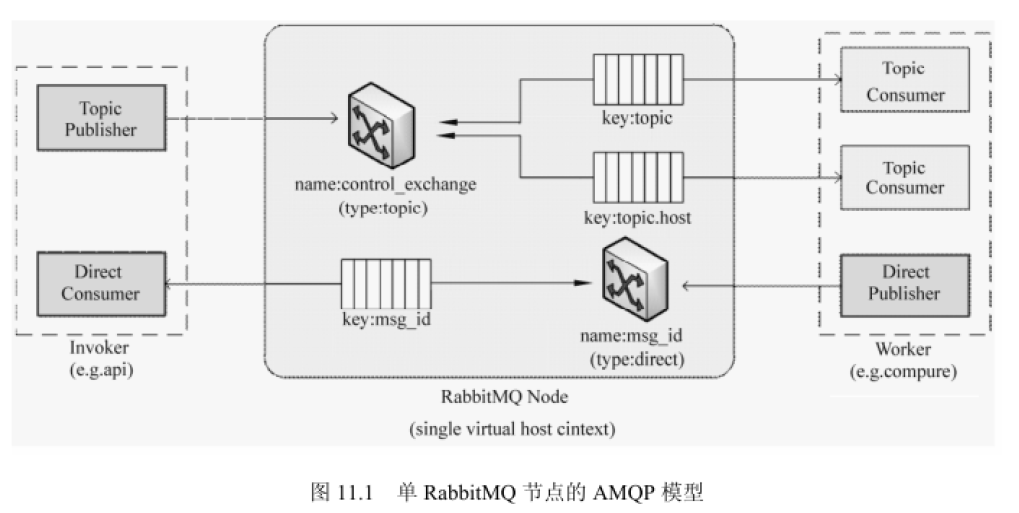 Topic
Publisher
name:control_exchange
(type:topic)
key:topic
key:topic.host
Topic
Consumer
Topic
Consumer
Direct
Consumer
key:msg_id
name:msg_id
(type:direct)
Direct
Publisher
Invoker
(e.g.api)
Worker
(e.g.compure)
RabbitMQ Node
(single virtual host cintext)
图 11.1 单 RabbitMQ 节点的 AMQP 模型